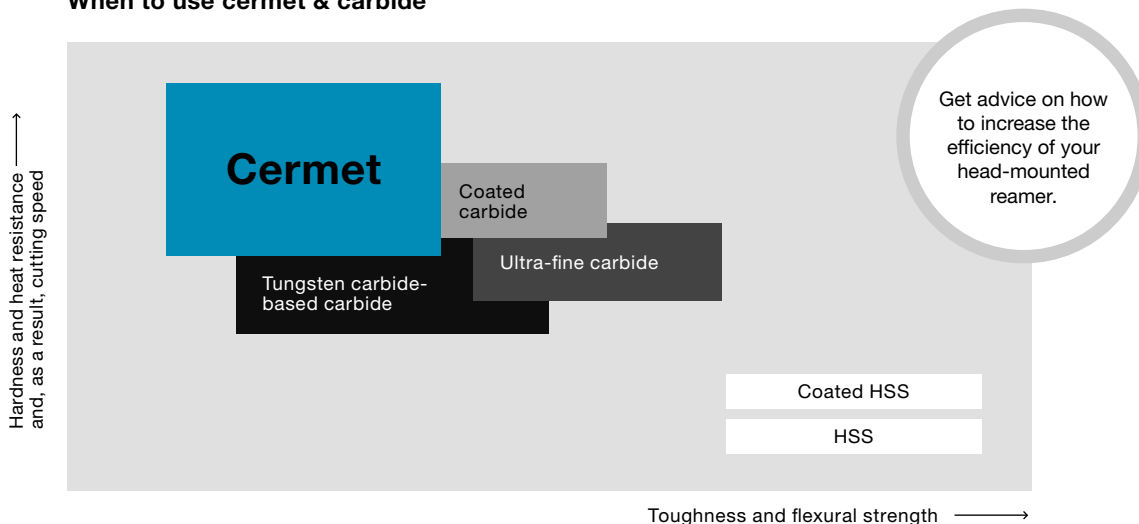 When to use cermet & carbide
Hardness and heat resistance
and, as a result, cutting speed
Cermet
Coated
carbide
Ultra-fine carbide
Tungsten carbide-
based carbide
Get advice on how
to increase the
efficiency of your
head-mounted
reamer.
Coated HSS
HSS
Toughness and flexural strength